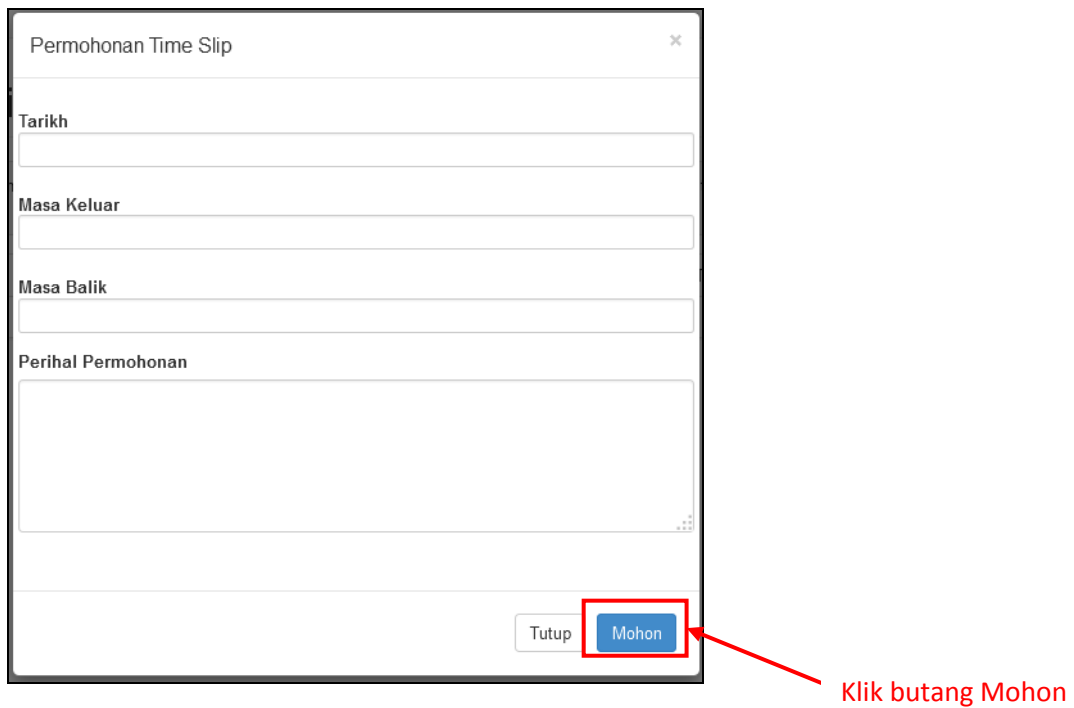 Permohonan Time Slip ×
Tarikh
Masa Keluar
Masa Balik
Perihal Permohonan
Tutup Mohon
Klik butang Mohon